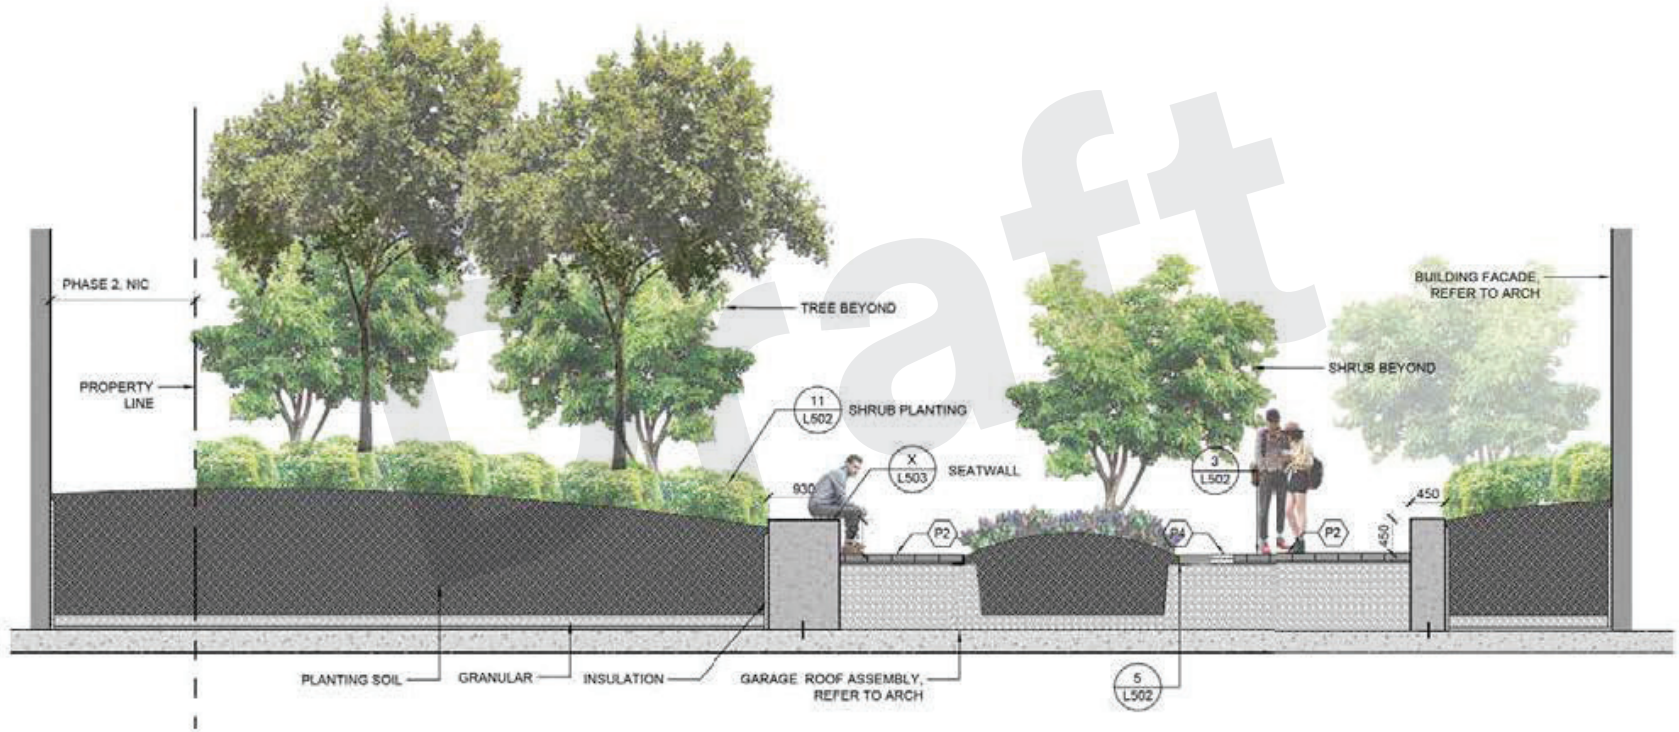 Draft
PHASE 2, NIC
BUILDING FACADE,
REFER TO ARCH
TREE BEYOND
SHRUB BEYOND
PROPERTY
LINE
11
L502
SHRUB PLANTING
X
L503
SEATWALL
3
L502
930
450
450
P2
P4
P2
PLANTING SOIL
GRANULAR
INSULATION
GARAGE ROOF ASSEMBLY,
REFER TO ARCH
5
L502